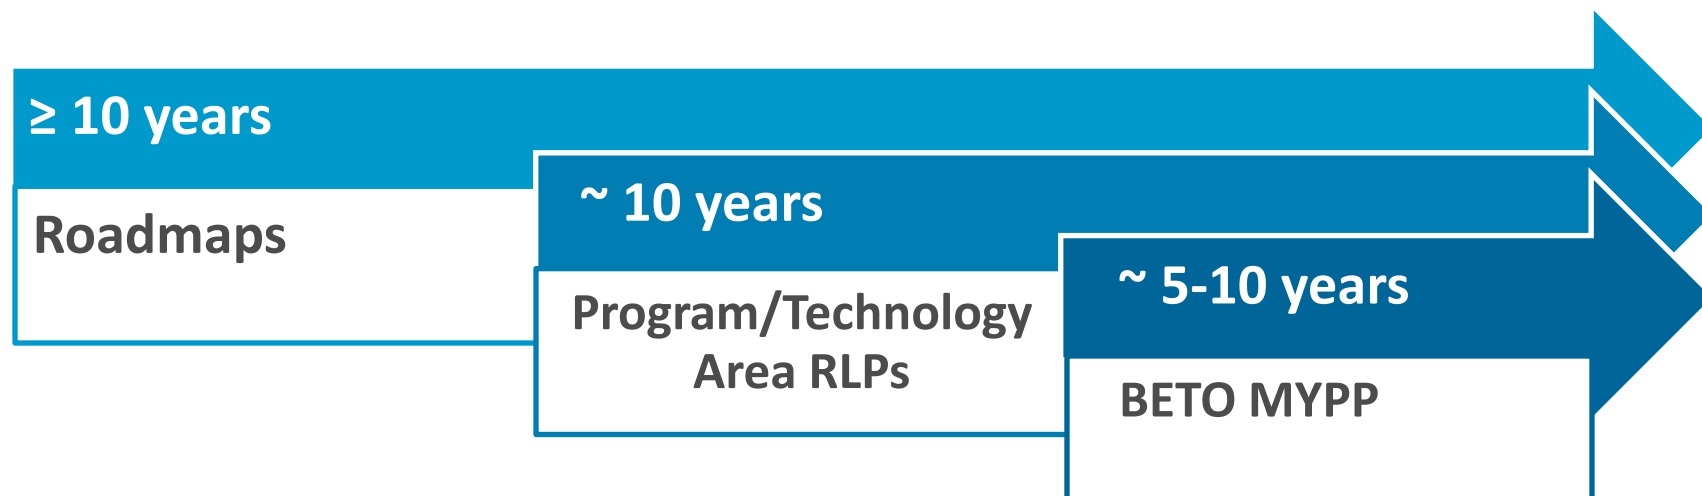 ≥ 10 years
Roadmaps
~ 10 years
Program/Technology
Area RLPs
~ 5-10 years
BETO MYPP